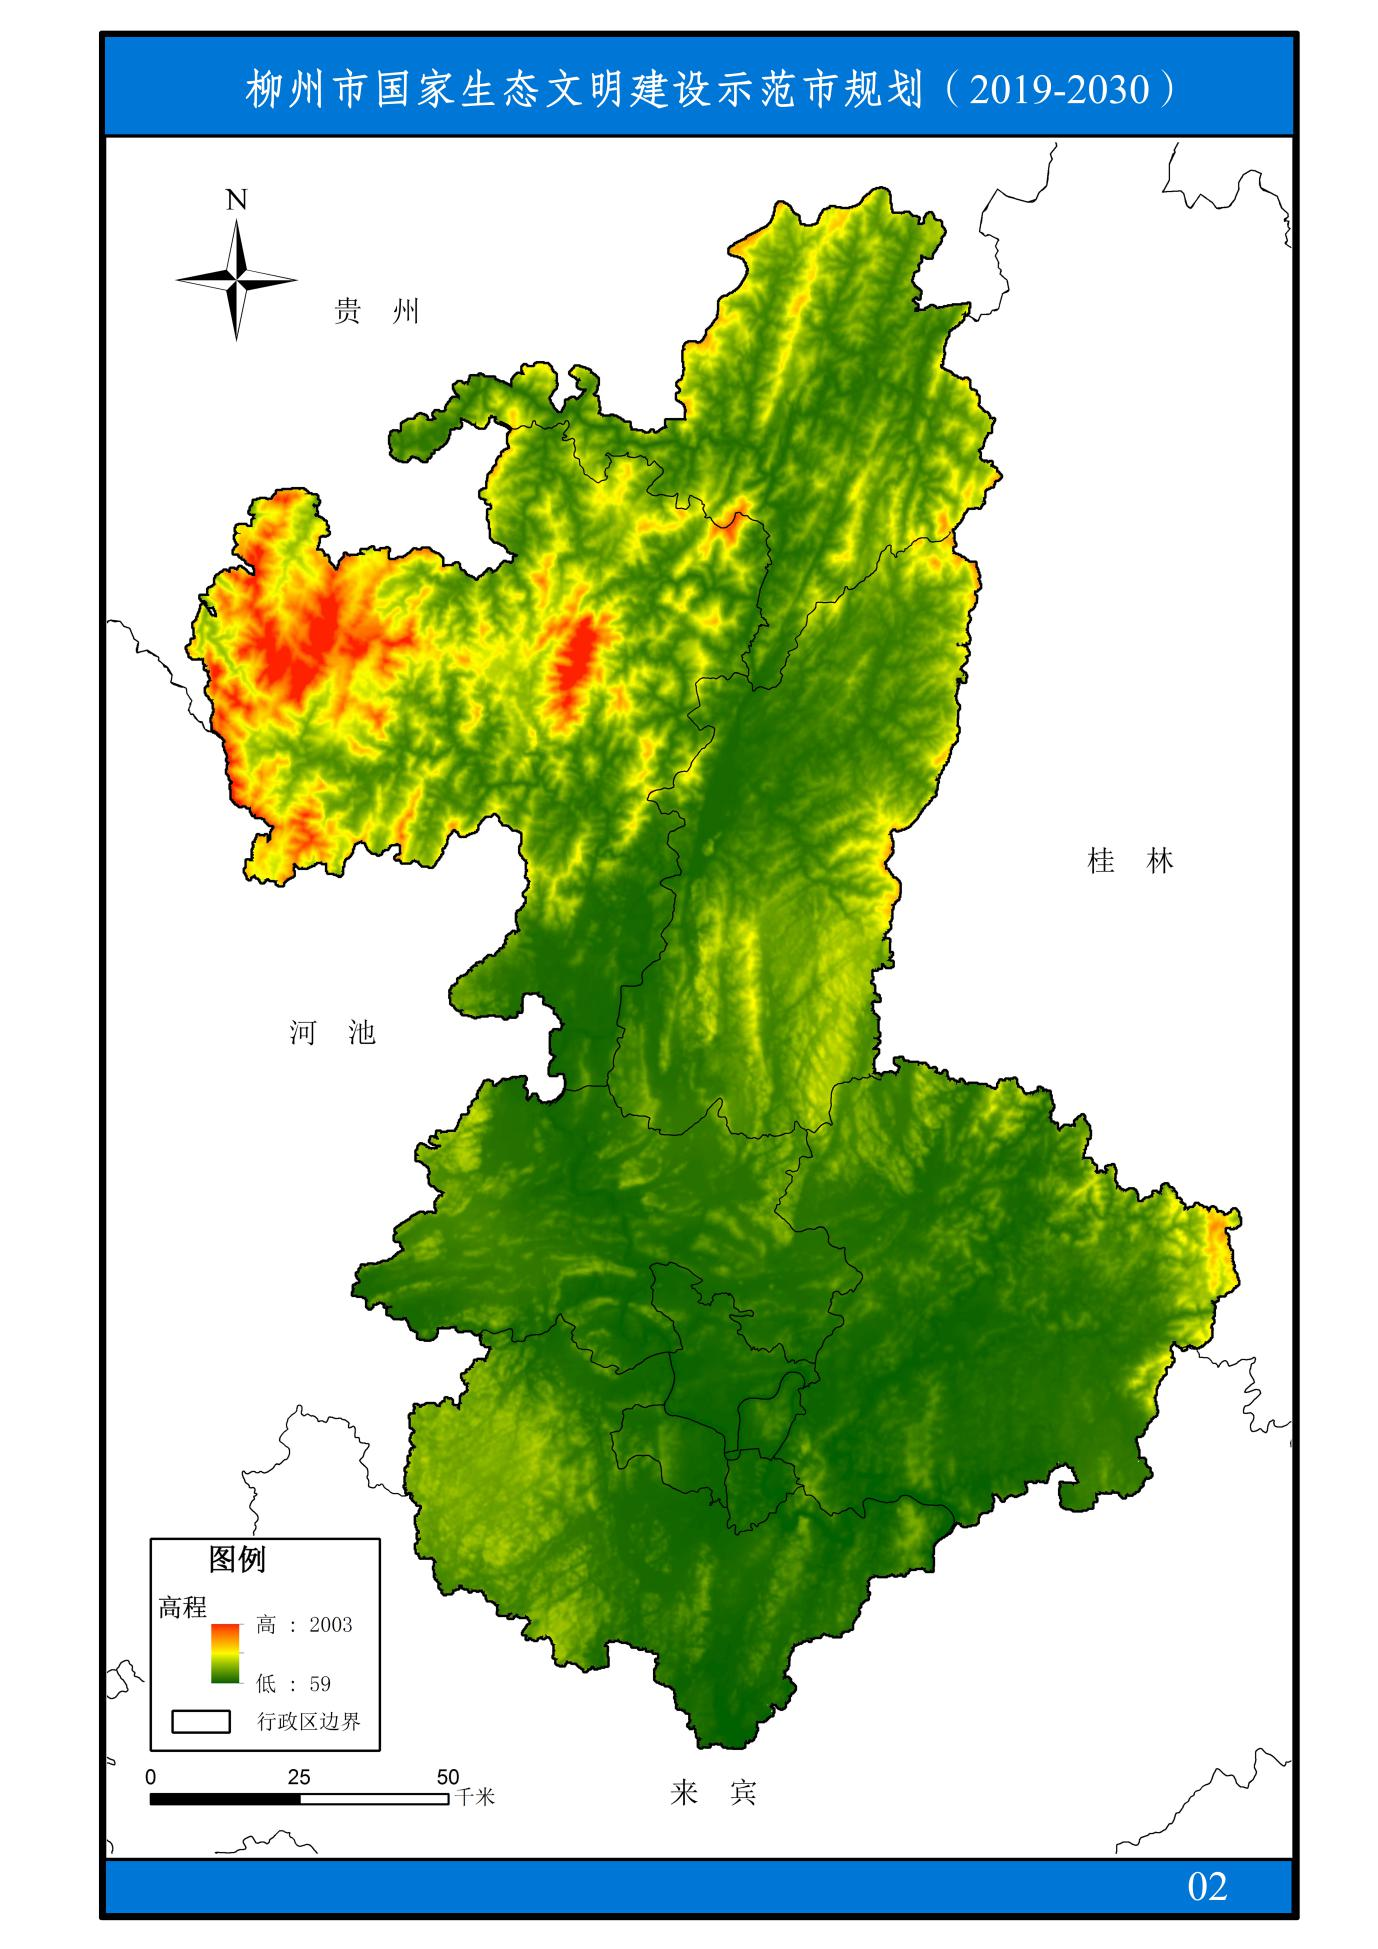 柳州市国家生态文明建设示范市规划（2019-2030）
N
贵 州
桂 林
河 池
图例
高程
高 : 2003
低 : 59
行政区边界
0 25 50
千米
来 宾
02